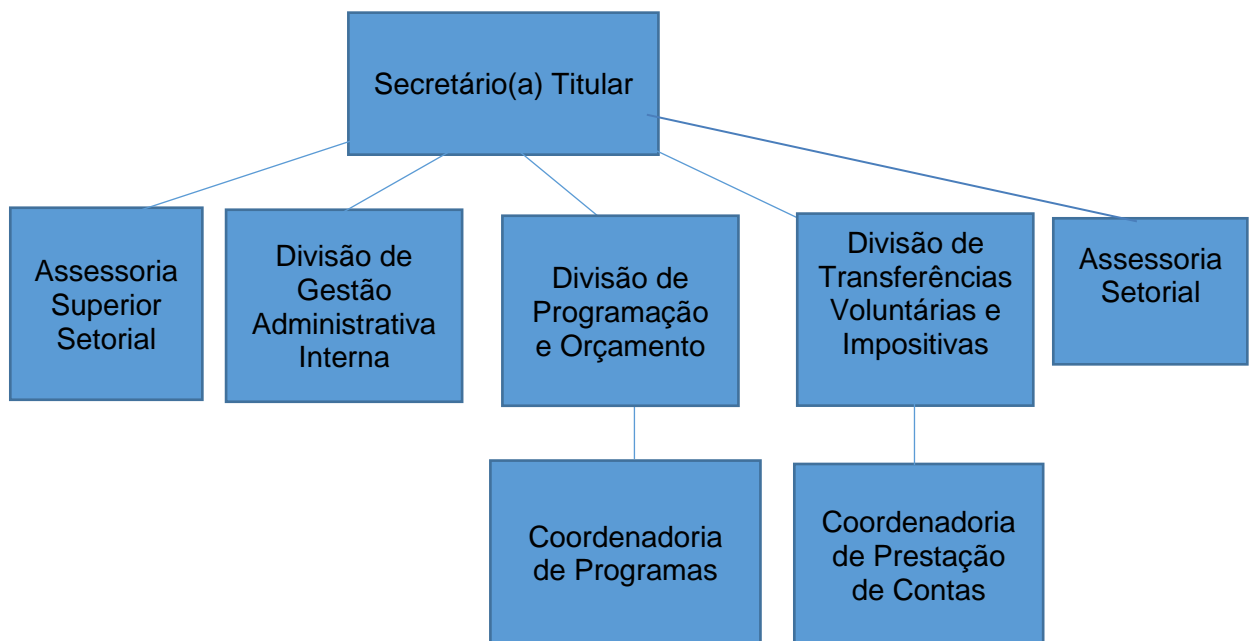 Secretário(a) Titular
Assessoria
Superior
Setorial
Divisão de
Gestão
Administrativa
Interna
Divisão de
Programação
e Orçamento
Divisão de
Transferências
Voluntárias e
Impositivas
Assessoria
Setorial
Coordenadoria
de Programas
Coordenadoria
de Prestação
de Contas